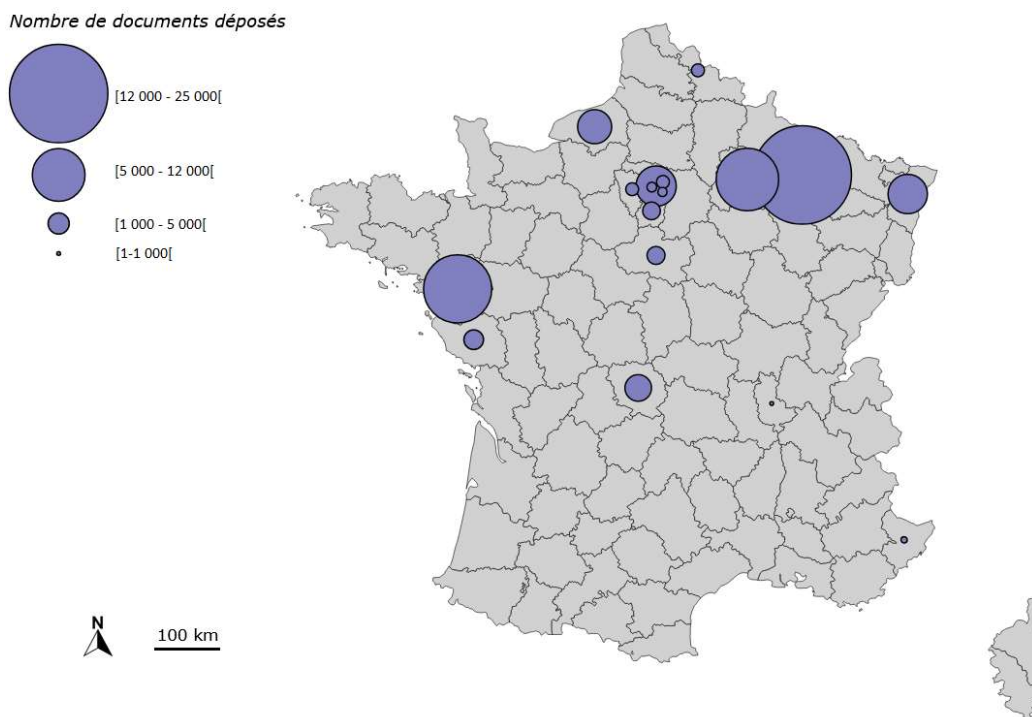 Nombre de documents déposés
[12 000 - 25 000[
[5 000 - 12 000[
[1 000 - 5 000[
[1-1 000[
N
100 km